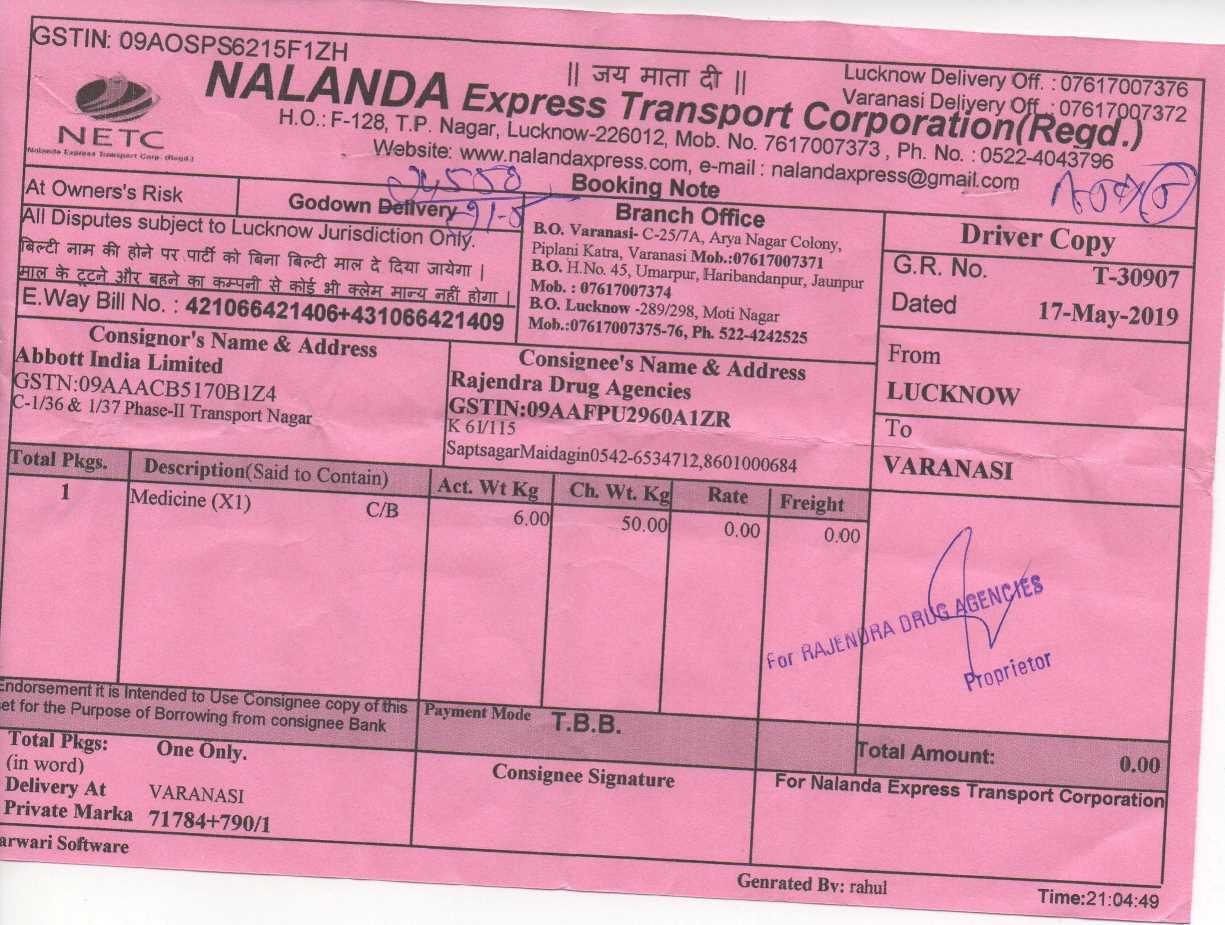 GSTIN: 09AOSPS6215F1ZH
|| जय माता दी ||
Lucknow Delivery Off. : 07617007376
Varanasi Delivery Off. : 07617007372
NETC
Nalanda Express Transport Corp. (Regd.)
NALANDA Express Transport Corporation(Regd.)
H.O.: F-128, T.P. Nagar, Lucknow-226012, Mob. No. 7617007373 , Ph. No. : 0522-4043796
Website: www.nalandaxpress.com, e-mail : nalandaxpress@gmail.com
At Owners's Risk
Godown Delivery
Booking Note
All Disputes subject to Lucknow Jurisdiction Only.
बिल्टी नाम की होने पर पार्टी को बिना बिल्टी माल दे दिया जायेगा |
माल के टूटने और बहने का कम्पनी से कोई भी क्लेम मान्य नहीं होगा |
E.Way Bill No. : 421066421406+431066421409
Branch Office
B.O. Varanasi- C-25/7A, Arya Nagar Colony,
Piplani Katra, Varanasi Mob.:07617007371
B.O. H.No. 45, Umarpur, Haribandanpur, Jaunpur
Mob. : 07617007374
B.O. Lucknow -289/298, Moti Nagar
Mob.:07617007375-76, Ph. 522-4242525
Driver Copy
G.R. No. T-30907
Dated 17-May-2019
From
LUCKNOW
To
VARANASI
Consignor's Name & Address
Abbott India Limited
GSTN:09AAACB5170B1Z4
C-1/36 & 1/37 Phase-II Transport Nagar
Consignee's Name & Address
Rajendra Drug Agencies
GSTIN:09AAFPU2960A1ZR
K 61/115
SaptsagarMaidagin0542-6534712,8601000684
Total Pkgs. Description(Said to Contain) Act. Wt Kg Ch. Wt. Kg Rate Freight
1 Medicine (X1) C/B 6.00 50.00 0.00 0.00
For RAJENDRA DRUG AGENCIES
Proprietor
Endorsement it is Intended to Use Consignee copy of this
set for the Purpose of Borrowing from consignee Bank
Payment Mode T.B.B.
Total Amount: 0.00
Total Pkgs: One Only.
(in word)
Delivery At VARANASI
Private Marka 71784+790/1
Consignee Signature
For Nalanda Express Transport Corporation
arwari Software
Genrated By: rahul
Time:21:04:49